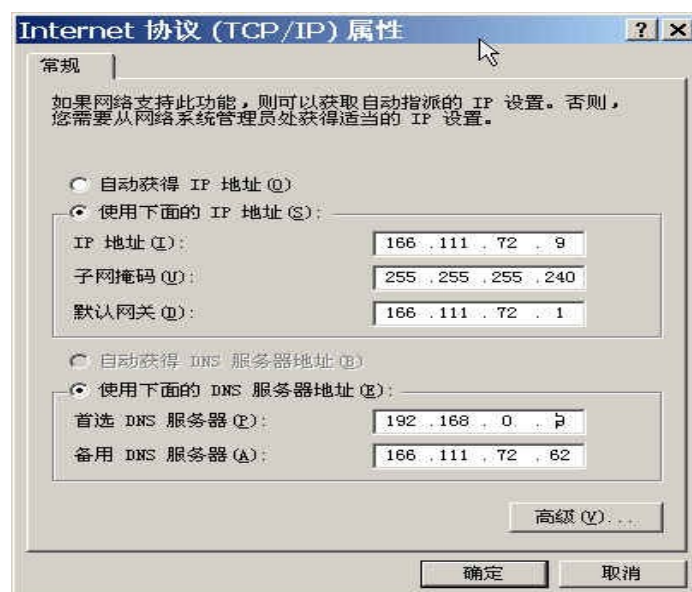 Internet 协议 (TCP/IP) 属性
常规
如果网络支持此功能，则可以获取自动指派的 IP 设置。否则，
您需要从网络系统管理员处获得适当的 IP 设置。
自动获得 IP 地址(O)
使用下面的 IP 地址(S):
IP 地址(I): 166 .111 . 72 . 9
子网掩码(U): 255 .255 .255 .240
默认网关(D): 166 .111 . 72 . 1
自动获得 DNS 服务器地址(B)
使用下面的 DNS 服务器地址(E):
首选 DNS 服务器(P): 192 .168 . 0 .
备用 DNS 服务器(A): 166 .111 . 72 . 62
高级(V)...
确定 取消